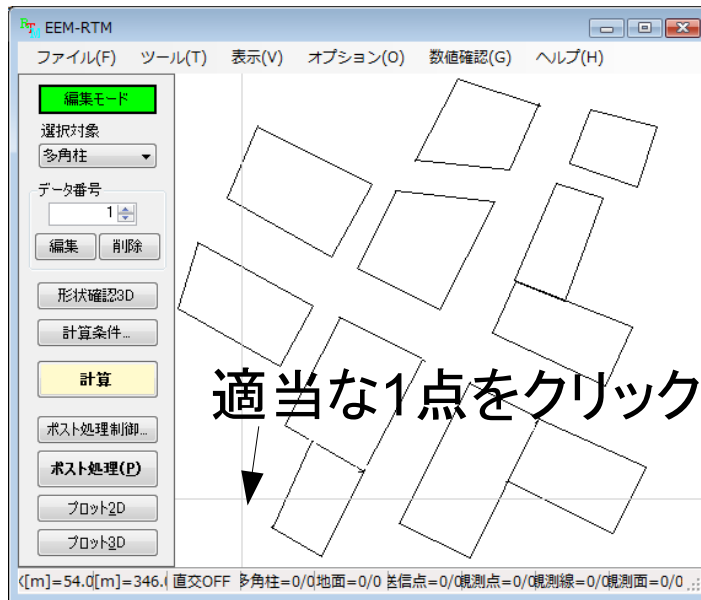 EEM-RTM
ファイル(F) ツール(T) 表示(V) オプション(O) 数値確認(G) ヘルプ(H)
編集モード
選択対象
多角柱
データ番号
1
編集 削除
形状確認3D
計算条件...
計算
適当な1点をクリック
ポスト処理制御...
ポスト処理(P)
プロット2D
プロット3D
[m]=54.0 [m]=346. 直交OFF 多角柱=0/0 地面=0/0 送信点=0/0 観測点=0/0 観測線=0/0 観測面=0/0